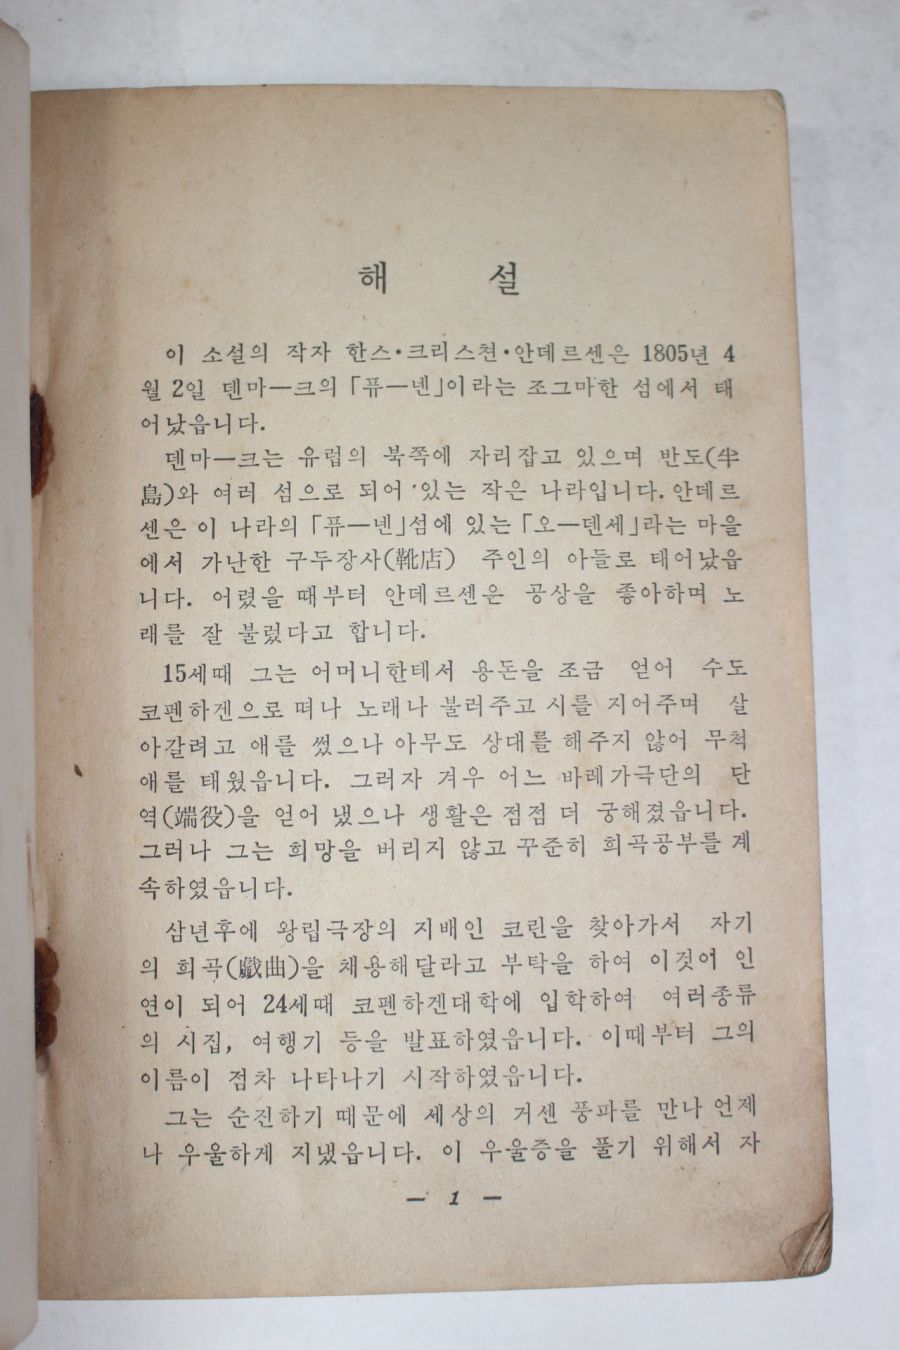 해 설
이 소설의 작자 한스·크리스천·안데르센은 1805년 4
월 2일 덴마—크의 「퓨—넨」이라는 조그마한 섬에서 태
어났읍니다.
덴마—크는 유럽의 북쪽에 자리잡고 있으며 반도(半
島)와 여러 섬으로 되어 있는 작은 나라입니다. 안데르
센은 이 나라의 「퓨—넨」섬에 있는 「오—덴세」라는 마을
에서 가난한 구두장사(靴店) 주인의 아들로 태어났읍
니다. 어렸을 때부터 안데르센은 공상을 좋아하며 노
래를 잘 불렀다고 합니다.
15세때 그는 어머니한테서 용돈을 조금 얻어 수도
코펜하겐으로 떠나 노래나 불러주고 시를 지어주며 살
아갈려고 애를 썼으나 아무도 상대를 해주지 않어 무척
애를 태웠읍니다. 그러자 겨우 어느 바레가극단의 단
역(端役)을 얻어 냈으나 생활은 점점 더 궁해졌읍니다.
그러나 그는 희망을 버리지 않고 꾸준히 희곡공부를 계
속하였읍니다.
삼년후에 왕립극장의 지배인 코린을 찾아가서 자기
의 희곡(戱曲)을 채용해달라고 부탁을 하여 이것이 인
연이 되어 24세때 코펜하겐대학에 입학하여 여러종류
의 시집, 여행기 등을 발표하였읍니다. 이때부터 그의
이름이 점차 나타나기 시작하였읍니다.
그는 순진하기 때문에 세상의 거센 풍파를 만나 언제
나 우울하게 지냈읍니다. 이 우울증을 풀기 위해서 자
— 1 —